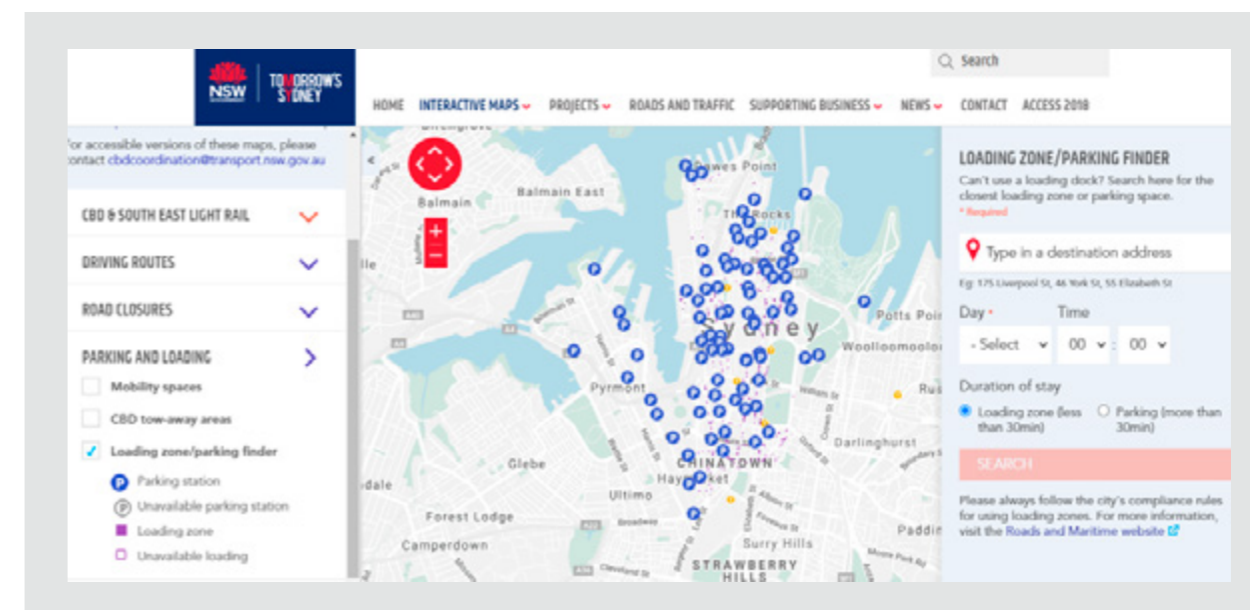 NSW
TOMORROW'S
SYDNEY
Search
HOME INTERACTIVE MAPS PROJECTS ROADS AND TRAFFIC SUPPORTING BUSINESS NEWS CONTACT ACCESS 2018
or accessible versions of these maps, please
ontact cbdcoordination@transport.nsw.gov.au
CBD & SOUTH EAST LIGHT RAIL
DRIVING ROUTES
ROAD CLOSURES
PARKING AND LOADING
Mobility spaces
CBD tow-away areas
Loading zone/parking finder
Parking station
Unavailable parking station
Loading zone
Unavailable loading
Balmain East
Balmain
Point
The Rocks
Sydney
Potts Poin
Woolloomooloo
Pyrmont
Rus
Darlinghurst
Glebe
CHINATOWN
Haymarket
dale
Ultimo
Forest Lodge
Broadway
Camperdown
Surry Hills
Paddin
STRAWBERRY
HILLS
LOADING ZONE/PARKING FINDER
Can't use a loading dock? Search here for the
closest loading zone or parking space.
* Required
Type in a destination address
Eg: 175 Liverpool St, 46 York St, 55 Elizabeth St
Day * Time
- Select 00 : 00
Duration of stay
Loading zone (less than 30min)
Parking (more than 30min)
SEARCH
Please always follow the city's compliance rules
for using loading zones. For more information,
visit the Roads and Maritime website